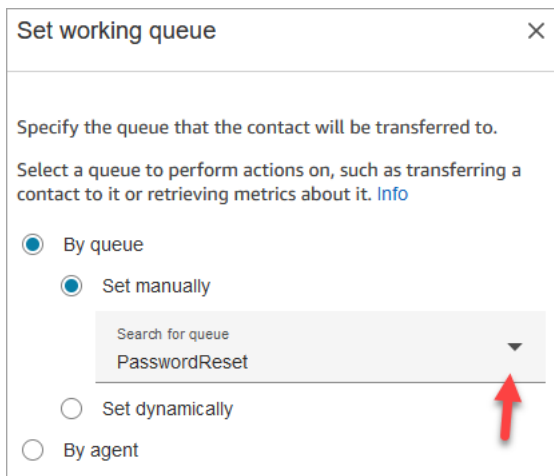 Set working queue
Specify the queue that the contact will be transferred to.
Select a queue to perform actions on, such as transferring a
contact to it or retrieving metrics about it. Info
By queue
Set manually
Search for queue
PasswordReset
Set dynamically
By agent